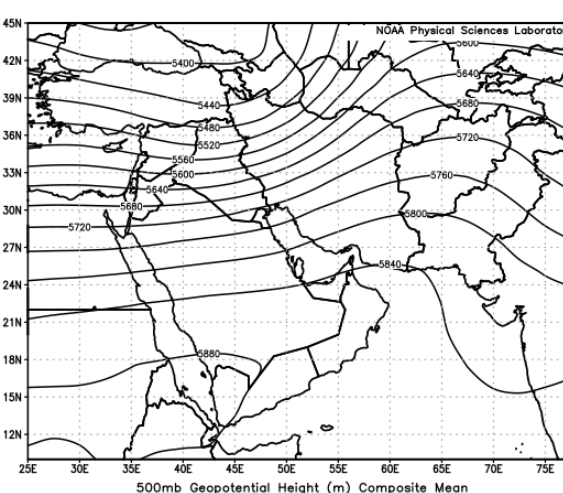 NOAA Physical Sciences Laborato
45N
42N
39N
36N
33N
30N
27N
24N
21N
18N
15N
12N
5400
5440
5480
5520
5560
5600
5640
5680
5720
5600
5640
5680
5720
5760
5800
5840
5880
25E 30E 35E 40E 45E 50E 55E 60E 65E 70E 75E
500mb Geopotential Height (m) Composite Mean